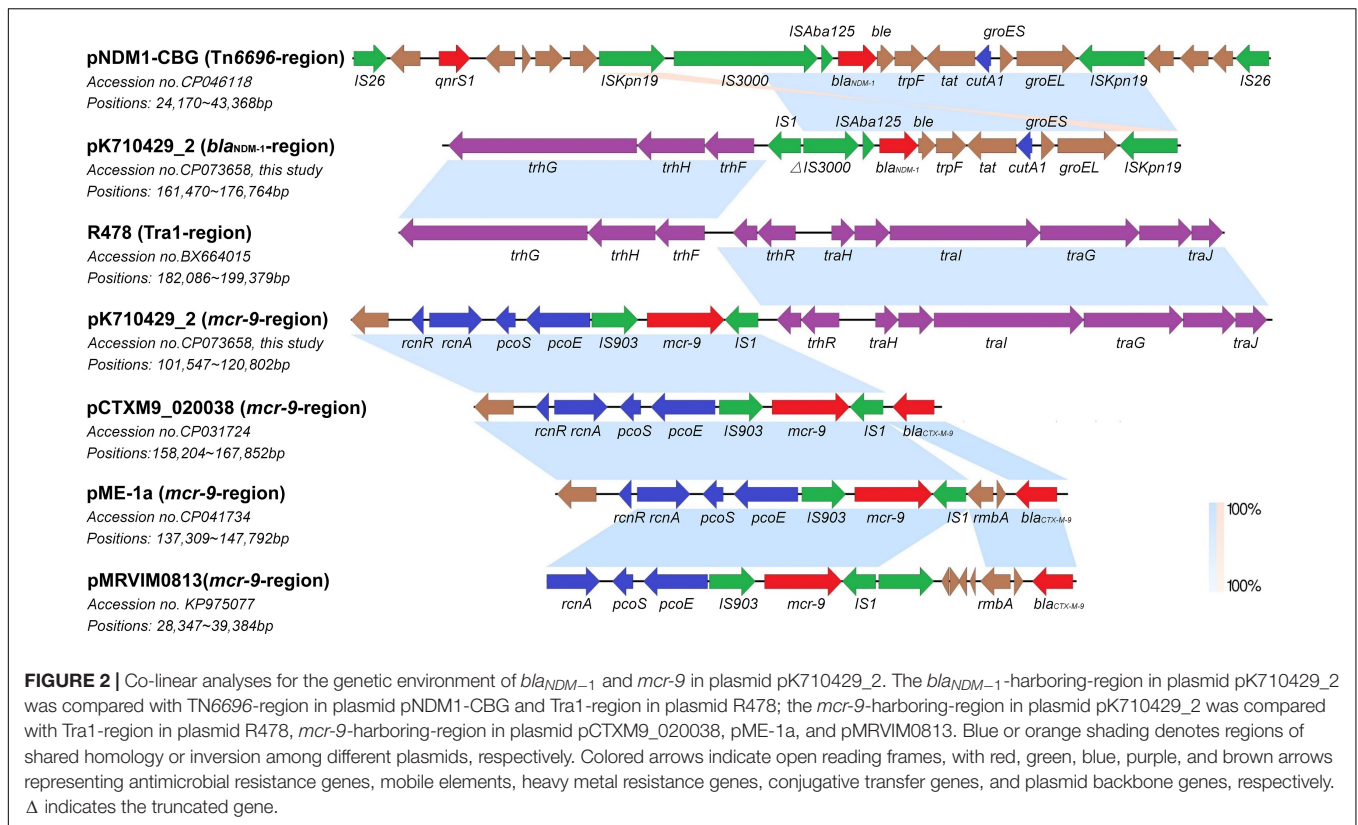 ISAba125 ble groES
pNDM1-CBG (Tn6696-region)
Accession no.CP046118
Positions: 24,170~43,368bp
IS26 qnrS1 ISKpn19 IS3000 blaNDM-1 trpF tat cutA1 groEL ISKpn19 IS26
IS1 ISAba125 ble groES
pK710429_2 (blaNDM-1-region)
Accession no.CP073658, this study
Positions: 161,470~176,764bp
trhG trhH trhF △IS3000 blaNDM-1 trpF tat cutA1 groEL ISKpn19
R478 (Tra1-region)
Accession no.BX664015
Positions: 182,086~199,379bp
trhG trhH trhF trhR traH traI traG traJ
pK710429_2 (mcr-9-region)
Accession no.CP073658, this study
Positions: 101,547~120,802bp
rcnR rcnA pcoS pcoE IS903 mcr-9 IS1 trhR traH traI traG traJ
pCTXM9_020038 (mcr-9-region)
Accession no.CP031724
Positions:158,204~167,852bp
rcnR rcnA pcoS pcoE IS903 mcr-9 IS1 blaCTX-M-9
pME-1a (mcr-9-region)
Accession no.CP041734
Positions: 137,309~147,792bp
rcnR rcnA pcoS pcoE IS903 mcr-9 IS1 rmbA blaCTX-M-9
100%
100%
pMRVIM0813(mcr-9-region)
Accession no. KP975077
Positions: 28,347~39,384bp
rcnA pcoS pcoE IS903 mcr-9 IS1 rmbA blaCTX-M-9
FIGURE 2 | Co-linear analyses for the genetic environment of blaNDM−1 and mcr-9 in plasmid pK710429_2. The blaNDM−1-harboring-region in plasmid pK710429_2
was compared with TN6696-region in plasmid pNDM1-CBG and Tra1-region in plasmid R478; the mcr-9-harboring-region in plasmid pK710429_2 was compared
with Tra1-region in plasmid R478, mcr-9-harboring-region in plasmid pCTXM9_020038, pME-1a, and pMRVIM0813. Blue or orange shading denotes regions of
shared homology or inversion among different plasmids, respectively. Colored arrows indicate open reading frames, with red, green, blue, purple, and brown arrows
representing antimicrobial resistance genes, mobile elements, heavy metal resistance genes, conjugative transfer genes, and plasmid backbone genes, respectively.
Δ indicates the truncated gene.